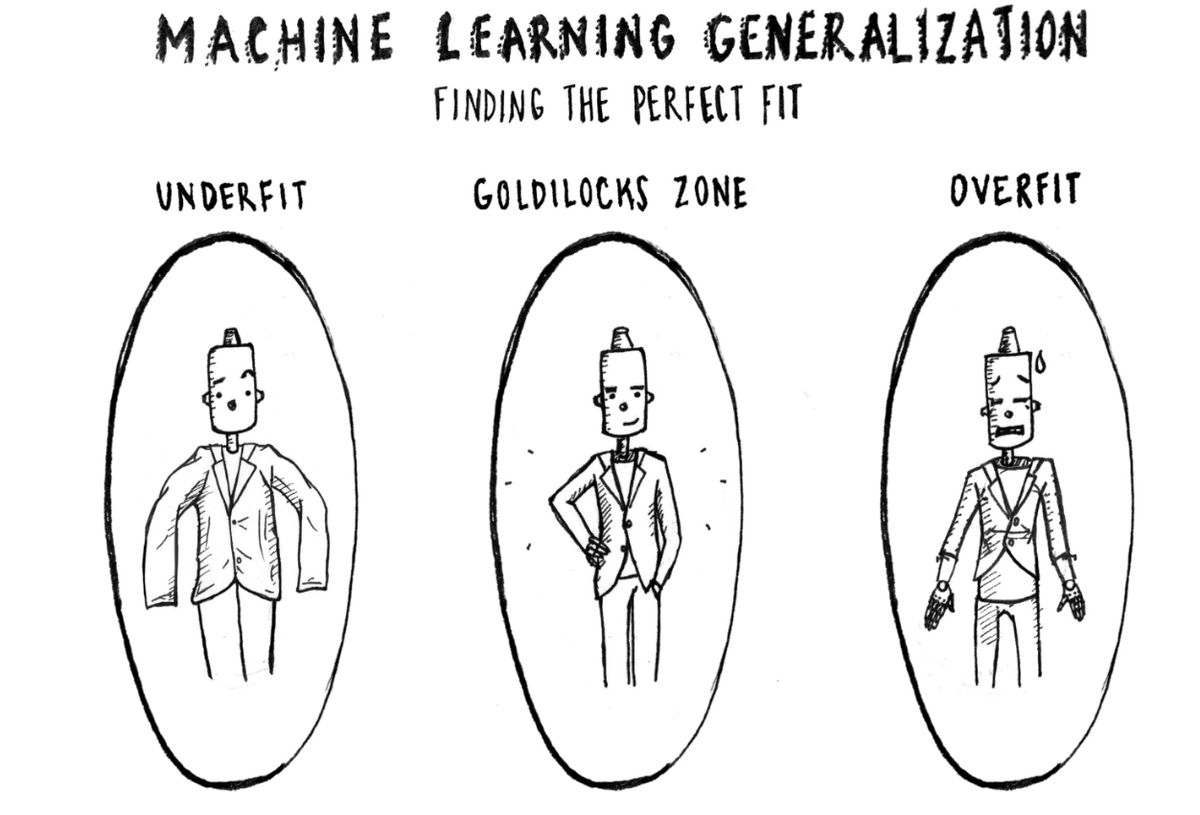 MACHINE LEARNING GENERALIZATION
FINDING THE PERFECT FIT
UNDERFIT
GOLDILOCKS ZONE
OVERFIT